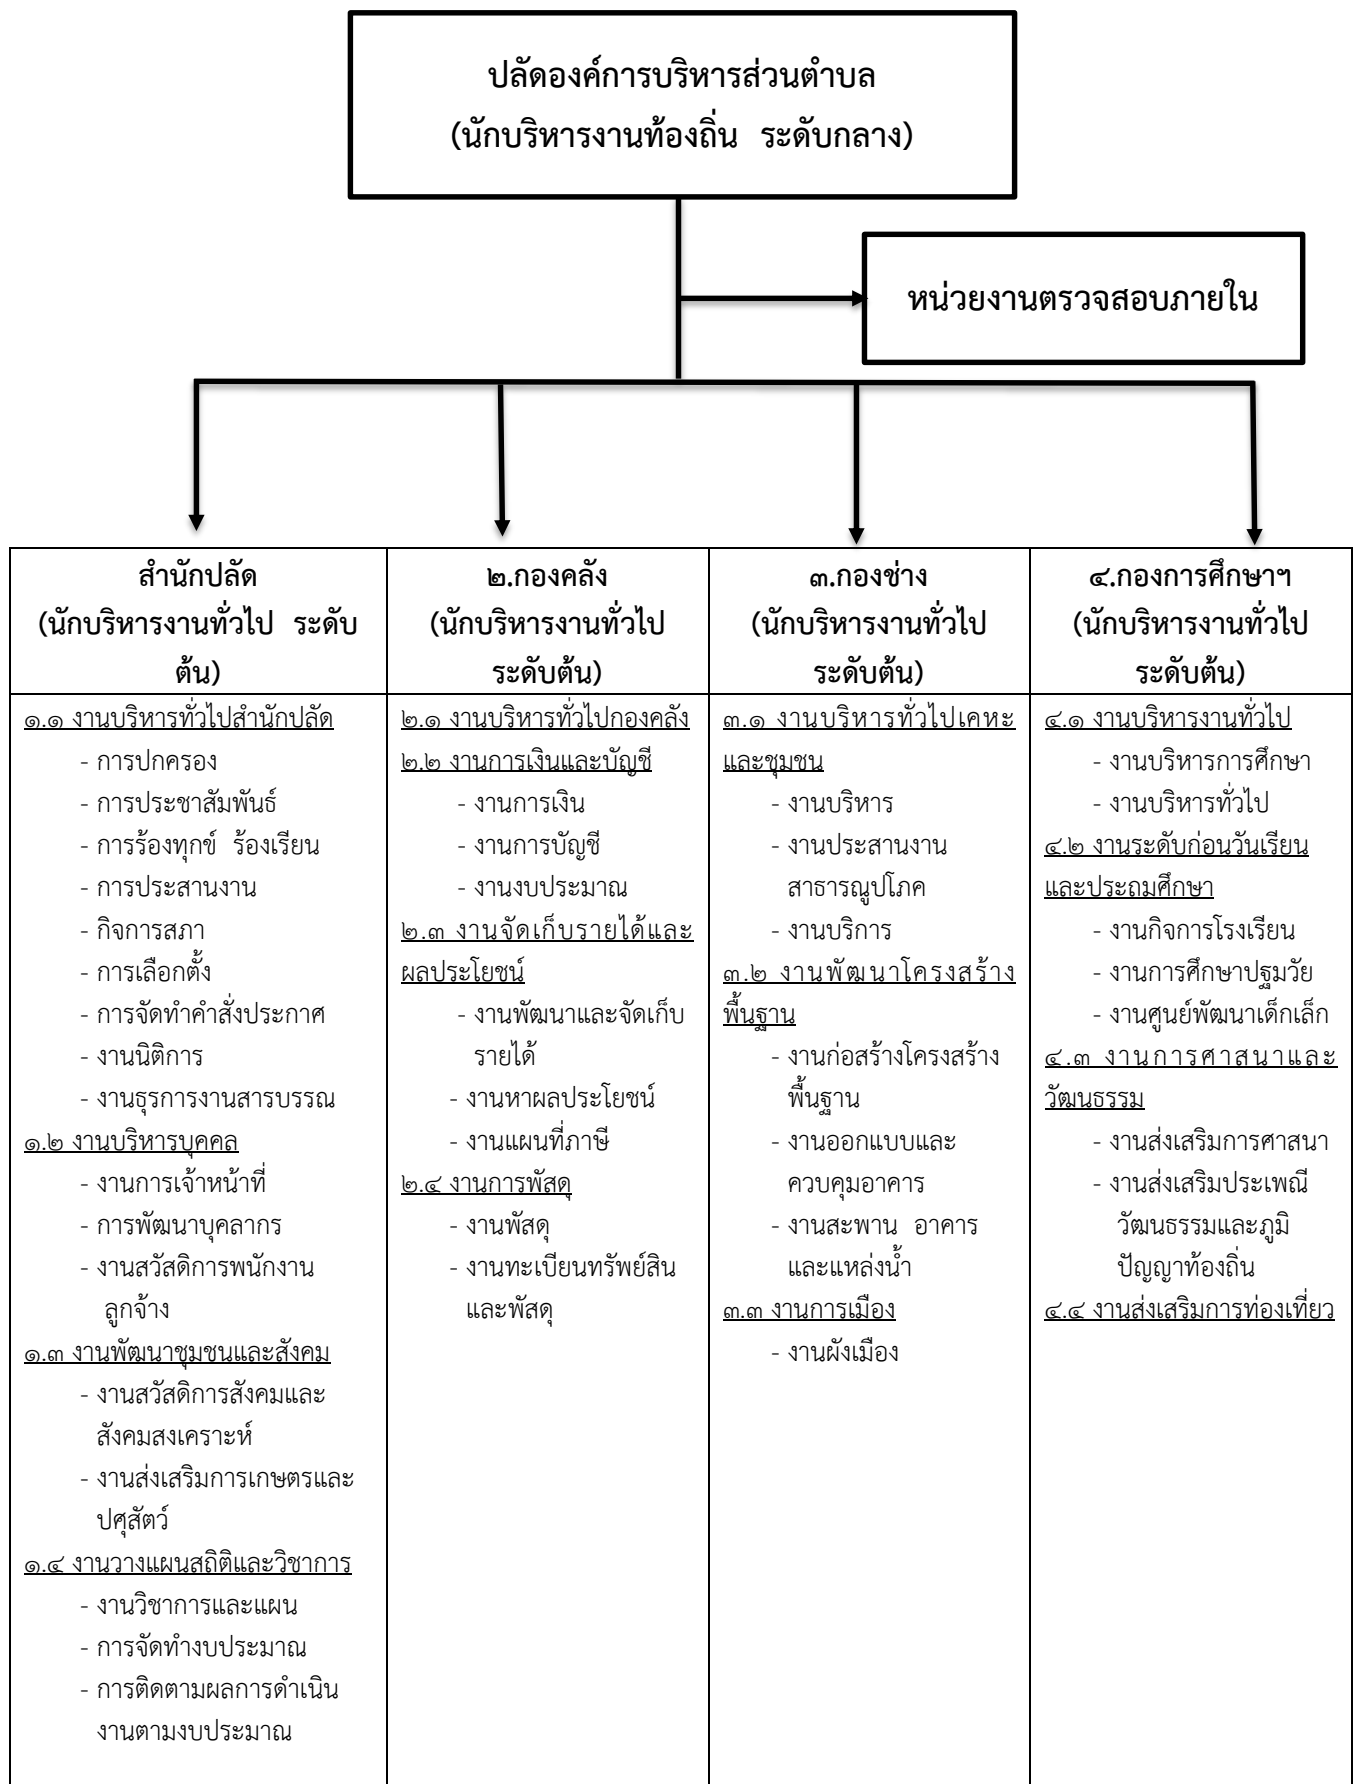 ปลัดองค์การบริหารส่วนตำบล
(นักบริหารงานท้องถิ่น ระดับกลาง)
หน่วยงานตรวจสอบภายใน
สำนักปลัด
(นักบริหารงานทั่วไป ระดับ
ต้น)
๑.๑ งานบริหารทั่วไปสำนักปลัด
- การปกครอง
- การประชาสัมพันธ์
- การร้องทุกข์ ร้องเรียน
- การประสานงาน
- กิจการสภา
- การเลือกตั้ง
- การจัดทำคำสั่งประกาศ
- งานนิติการ
- งานธุรการงานสารบรรณ
๑.๒ งานบริหารบุคคล
- งานการเจ้าหน้าที่
- การพัฒนาบุคลากร
- งานสวัสดิการพนักงาน
ลูกจ้าง
๑.๓ งานพัฒนาชุมชนและสังคม
- งานสวัสดิการสังคมและ
สังคมสงเคราะห์
- งานส่งเสริมการเกษตรและ
ปศุสัตว์
๑.๔ งานวางแผนสถิติและวิชาการ
- งานวิชาการและแผน
- การจัดทำงบประมาณ
- การติดตามผลการดำเนิน
งานตามงบประมาณ
๒.กองคลัง
(นักบริหารงานทั่วไป
ระดับต้น)
๒.๑ งานบริหารทั่วไปกองคลัง
๒.๒ งานการเงินและบัญชี
- งานการเงิน
- งานการบัญชี
- งานงบประมาณ
๒.๓ งานจัดเก็บรายได้และ
ผลประโยชน์
- งานพัฒนาและจัดเก็บ
รายได้
- งานหาผลประโยชน์
- งานแผนที่ภาษี
๒.๔ งานการพัสดุ
- งานพัสดุ
- งานทะเบียนทรัพย์สิน
และพัสดุ
๓.กองช่าง
(นักบริหารงานทั่วไป
ระดับต้น)
๓.๑ งานบริหารทั่วไปเคหะ
และชุมชน
- งานบริหาร
- งานประสานงาน
สาธารณูปโภค
- งานบริการ
๓.๒ งานพัฒนาโครงสร้าง
พื้นฐาน
- งานก่อสร้างโครงสร้าง
พื้นฐาน
- งานออกแบบและ
ควบคุมอาคาร
- งานสะพาน อาคาร
และแหล่งน้ำ
๓.๓ งานการเมือง
- งานผังเมือง
๔.กองการศึกษาฯ
(นักบริหารงานทั่วไป
ระดับต้น)
๔.๑ งานบริหารงานทั่วไป
- งานบริหารการศึกษา
- งานบริหารทั่วไป
๔.๒ งานระดับก่อนวันเรียน
และประถมศึกษา
- งานกิจการโรงเรียน
- งานการศึกษาปฐมวัย
- งานศูนย์พัฒนาเด็กเล็ก
๔.๓ งานการศาสนาและ
วัฒนธรรม
- งานส่งเสริมการศาสนา
- งานส่งเสริมประเพณี
วัฒนธรรมและภูมิ
ปัญญาท้องถิ่น
๔.๔ งานส่งเสริมการท่องเที่ยว